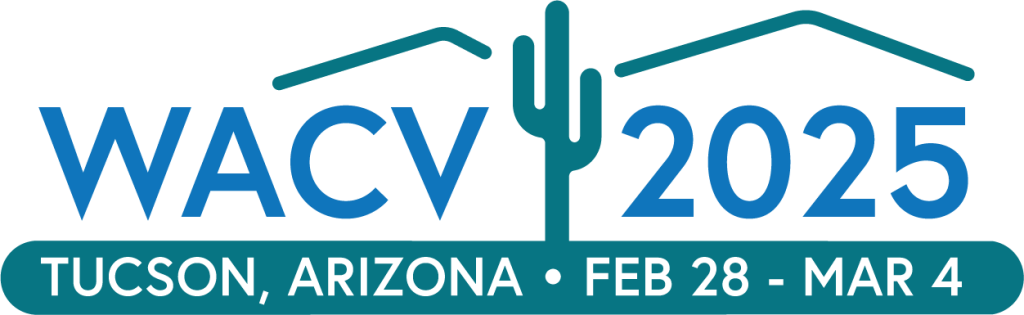 WACV 2025
TUCSON, ARIZONA • FEB 28 - MAR 4